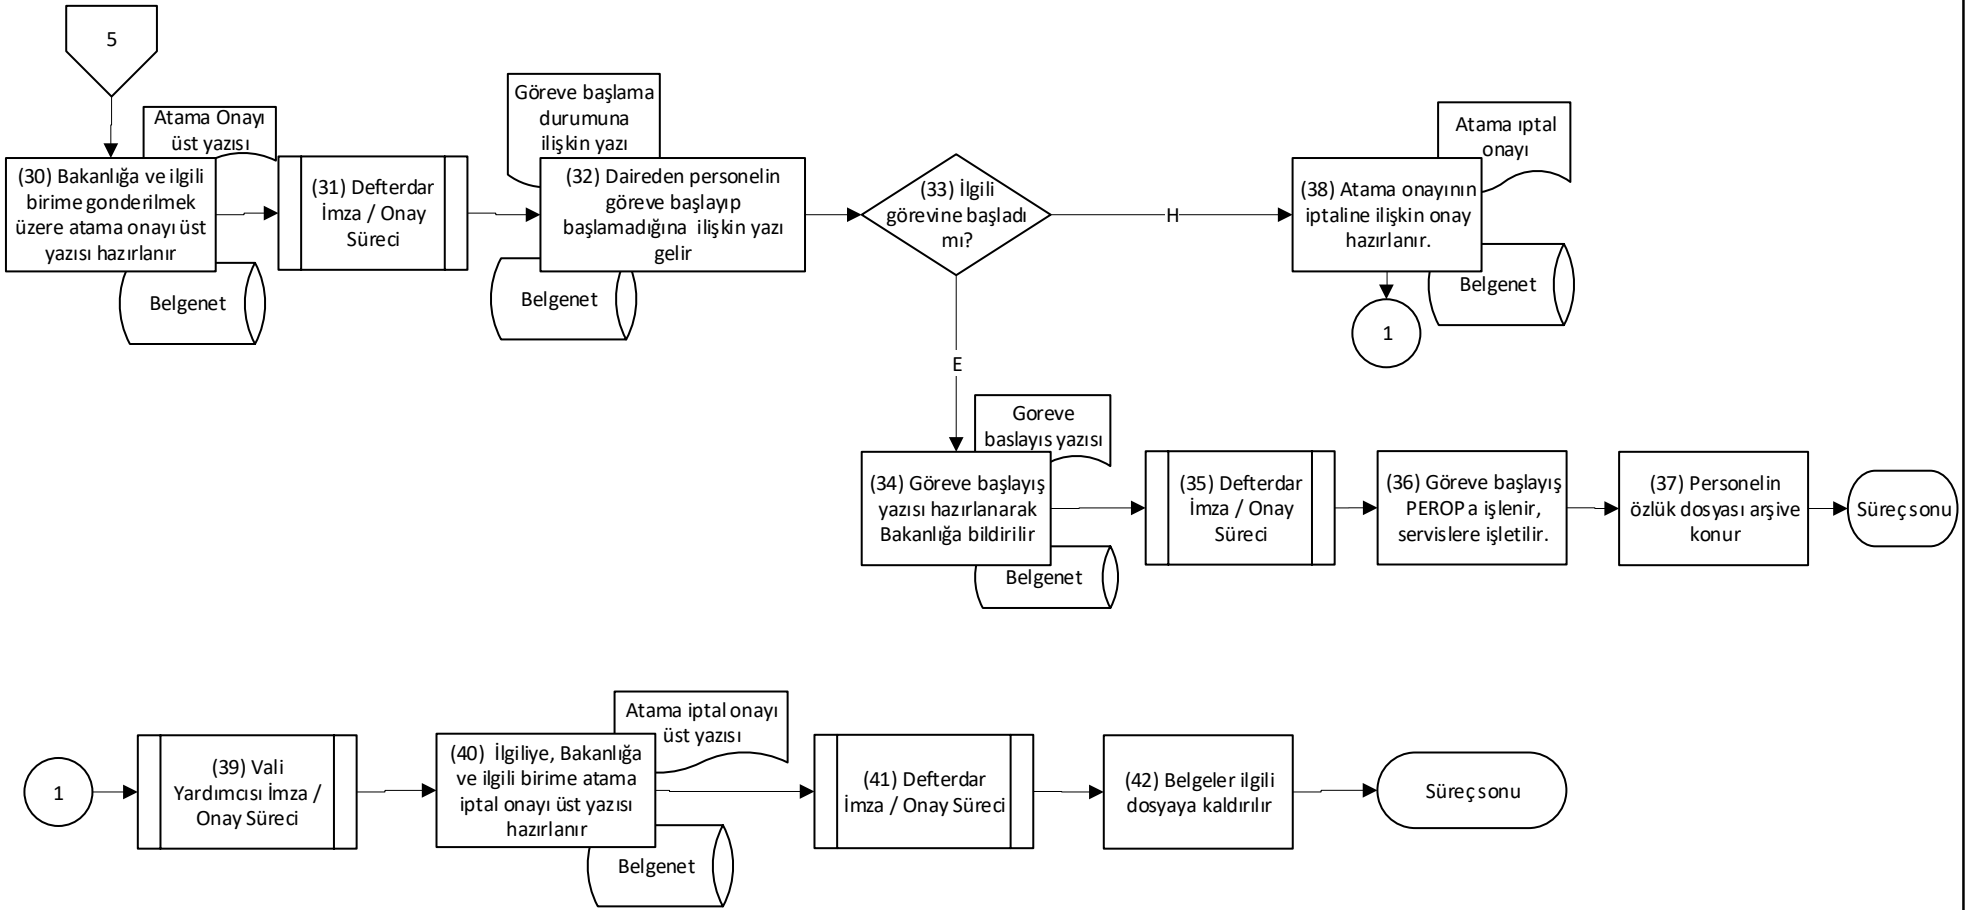 5
Atama Onayı
üst yazısı
(30) Bakanlığa ve ilgili
birime gonderilmek
üzere atama onayı üst
yazısı hazırlanır
Belgenet
(31) Defterdar
İmza / Onay
Süreci
Göreve başlama
durumuna
ilişkin yazı
(32) Daireden personelin
göreve başlayıp
başlamadığına ilişkin yazı
gelir
Belgenet
(33) İlgili
görevine başladı
mı?
H
E
Atama ıptal
onayı
(38) Atama onayının
iptaline ilişkin onay
hazırlanır.
Belgenet
1
Goreve
baslayıs yazısı
(34) Göreve başlayış
yazısı hazırlanarak
Bakanlığa bildirilir
Belgenet
(35) Defterdar
İmza / Onay
Süreci
(36) Göreve başlayış
PEROP a işlenir,
servislere işletilir.
(37) Personelin
özlük dosyası arşive
konur
Süreç sonu
1
(39) Vali
Yardımcısı İmza /
Onay Süreci
Atama iptal onayı
üst yazısı
(40) İlgiliye, Bakanlığa
ve ilgili birime atama
iptal onayı üst yazısı
hazırlanır
Belgenet
(41) Defterdar
İmza / Onay Süreci
(42) Belgeler ilgili
dosyaya kaldırılır
Süreç sonu